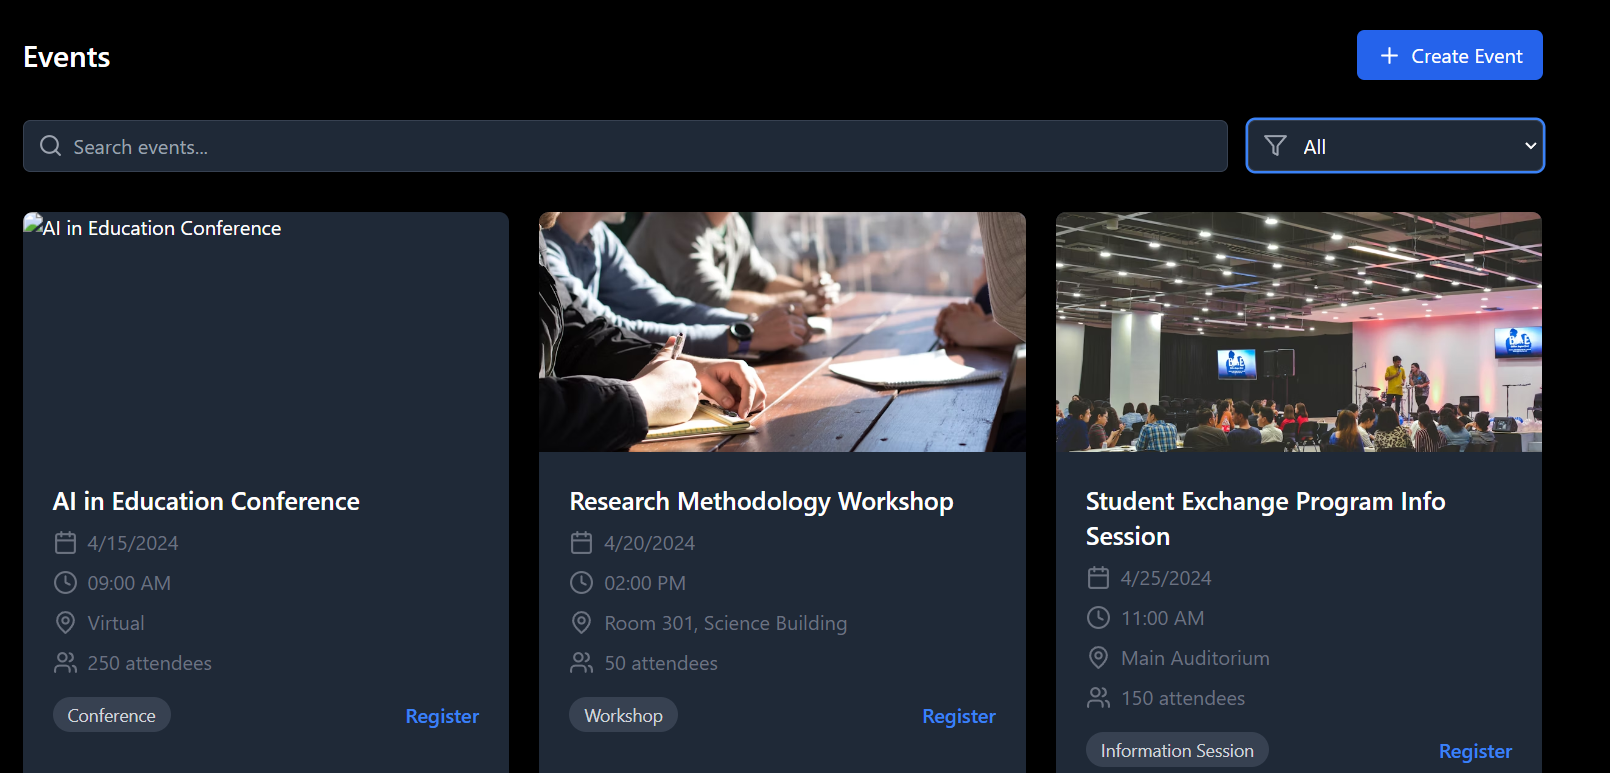 Events
Create Event
Search events...
All
AI in Education Conference
AI in Education Conference
4/15/2024
09:00 AM
Virtual
250 attendees
Conference
Register
Research Methodology Workshop
4/20/2024
02:00 PM
Room 301, Science Building
50 attendees
Workshop
Register
Student Exchange Program Info
Session
4/25/2024
11:00 AM
Main Auditorium
150 attendees
Information Session
Register